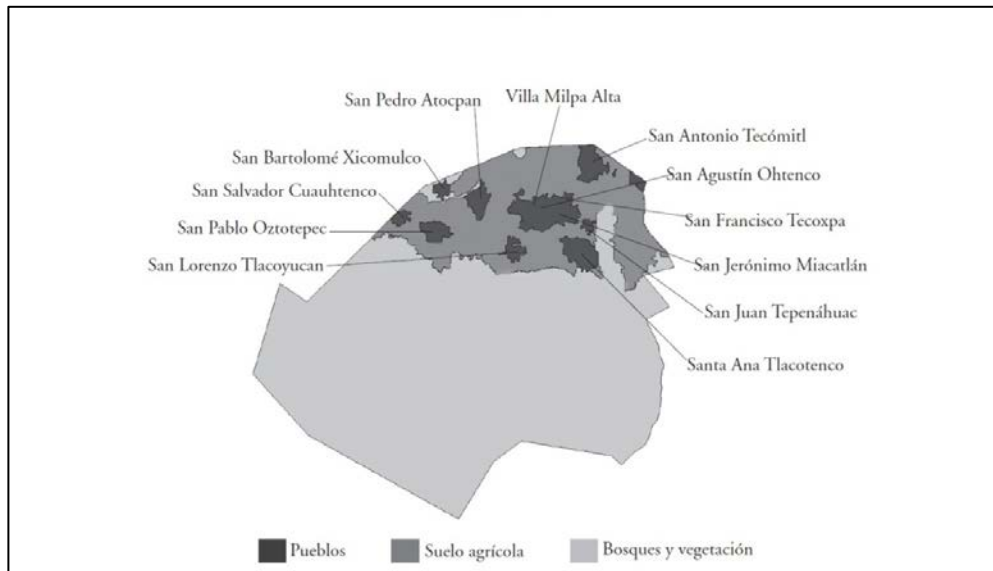 San Pedro Atocpan
Villa Milpa Alta
San Antonio Tecómitl
San Bartolomé Xicomulco
San Agustín Ohtenco
San Salvador Cuauhtenco
San Francisco Tecoxpa
San Pablo Oztotepec
San Lorenzo Tlacoyucan
San Jerónimo Miacatlán
San Juan Tepenáhuac
Santa Ana Tlacotenco
Pueblos
Suelo agrícola
Bosques y vegetación